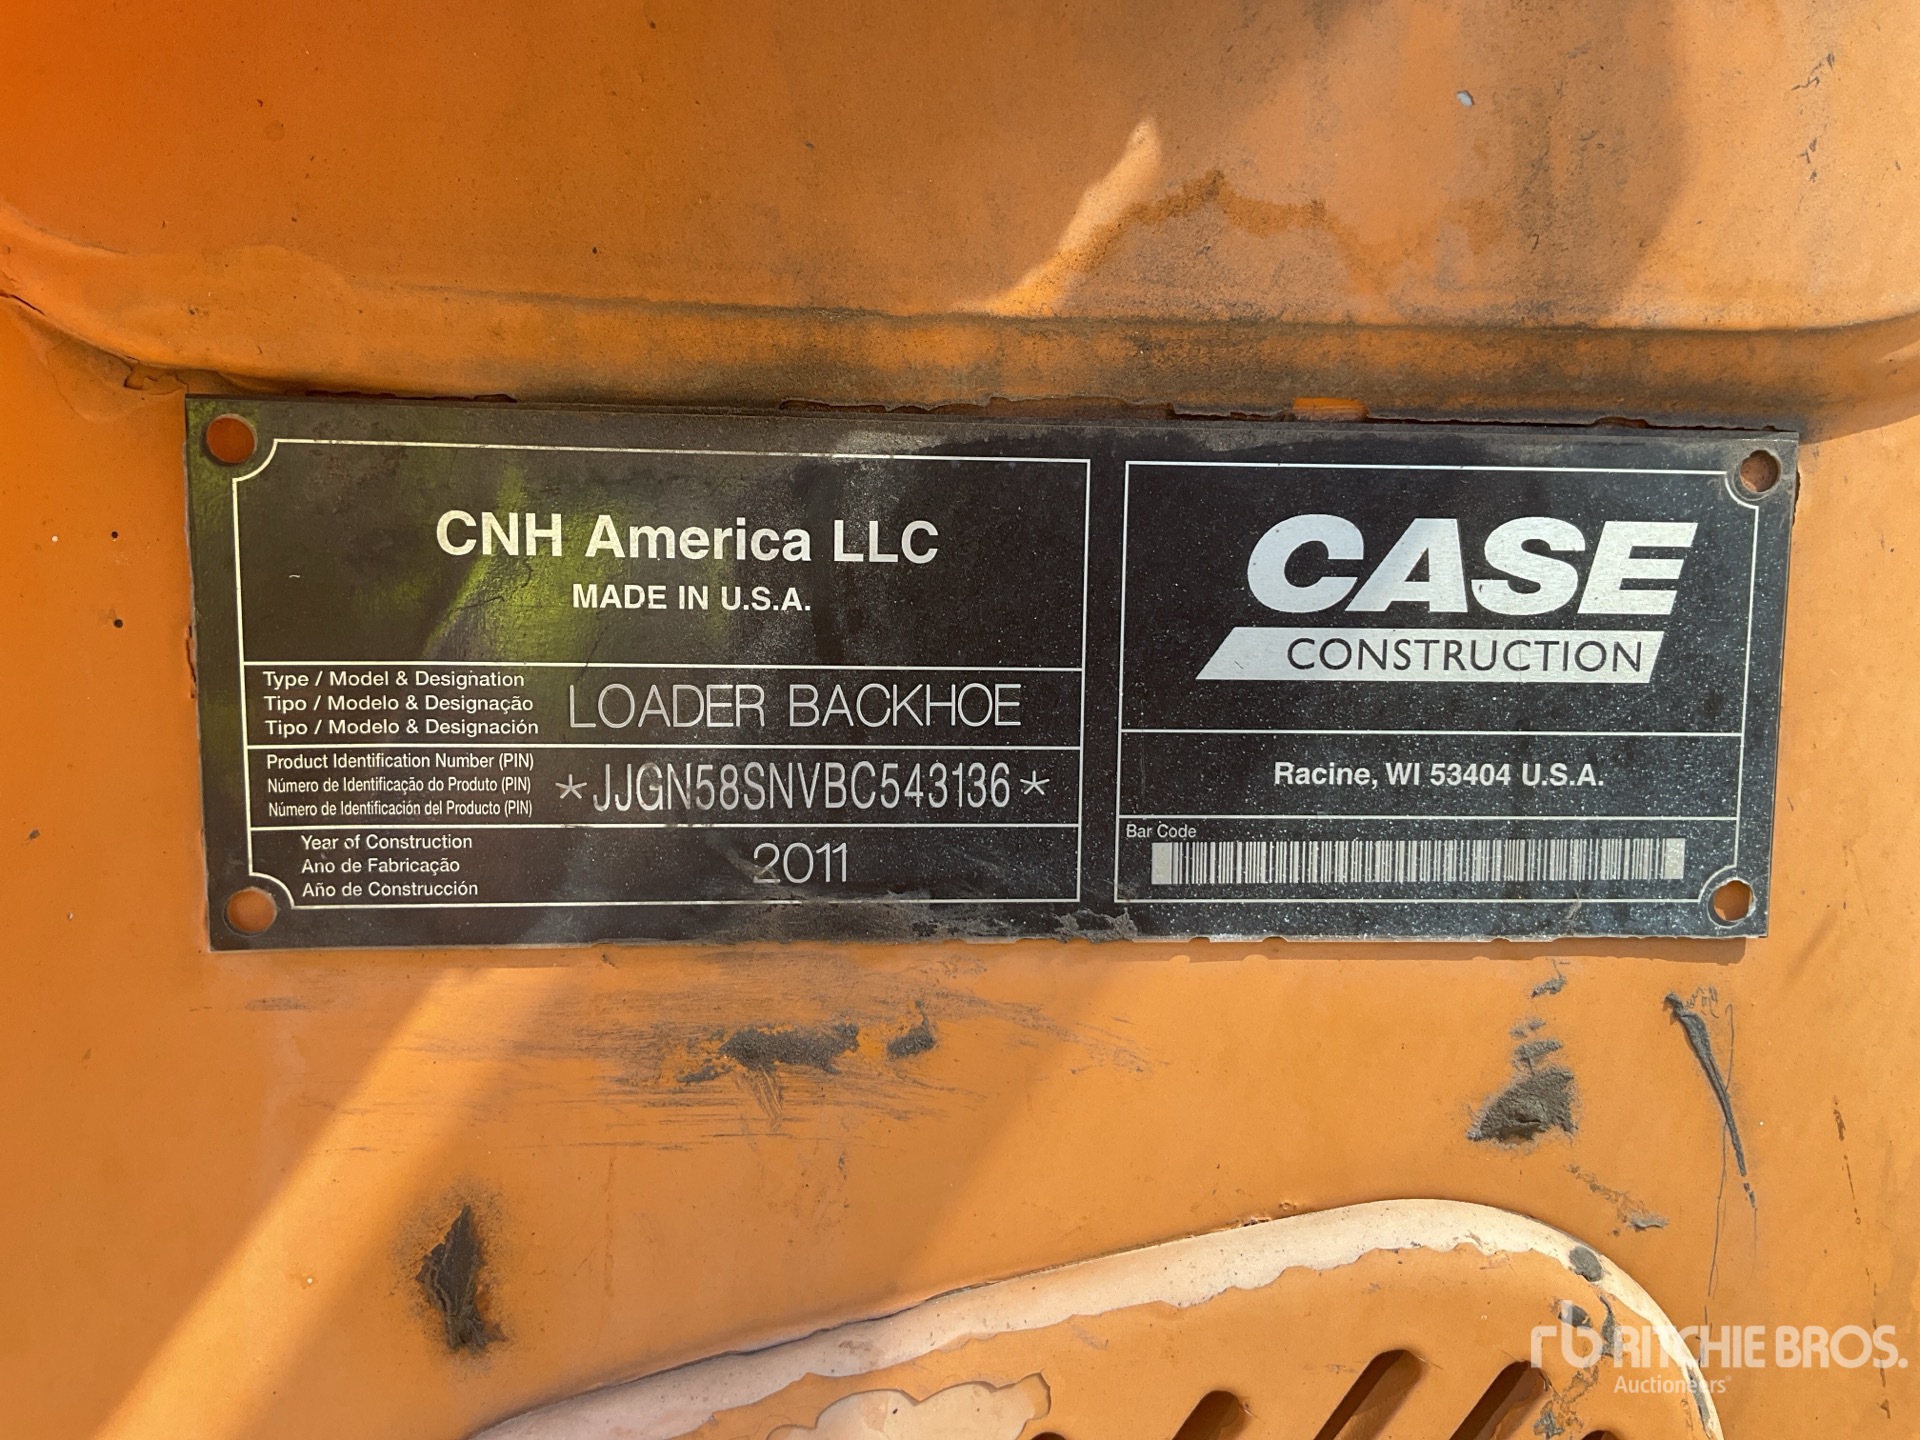 CNH America LLC
MADE IN U.S.A.
Type / Model & Designation
Tipo / Modelo & Designação
Tipo / Modelo & Designación
LOADER BACKHOE
Product Identification Number (PIN)
Número de Identificação do Produto (PIN)
Número de Identificación del Producto (PIN)
*JJGN58SNVBC543136*
Year of Construction
Ano de Fabricação
Año de Construcción
2011
CASE
CONSTRUCTION
Racine, WI 53404 U.S.A.
Bar Code
rb RITCHIE BROS.
Auctioneers